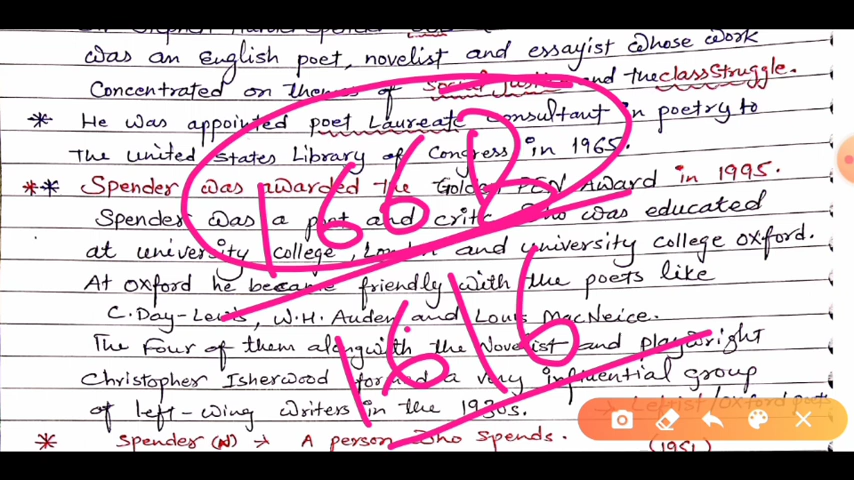 was an English poet, novelist and essayist whose work
Concentrated on themes of Social Justice and the classStruggle.
* He was appointed poet Laureate Consultant in poetry to
The united States Library of Congress in 1965.
** Spender was awarded the Golden PEN Award in 1995.
Spender was a poet and critic who was educated
at university college, London and university college oxford.
At oxford he became friendly with the poets like
C. Day-Lewis, W.H. Auden and Louis MacNeice.
The Four of them alongwith the Novelist and playwright
Christopher Isherwood formed a very influential group
of left-wing writers in the 1930s. →
* Spender (N) → A person who spends.
(1951)
166B
1616